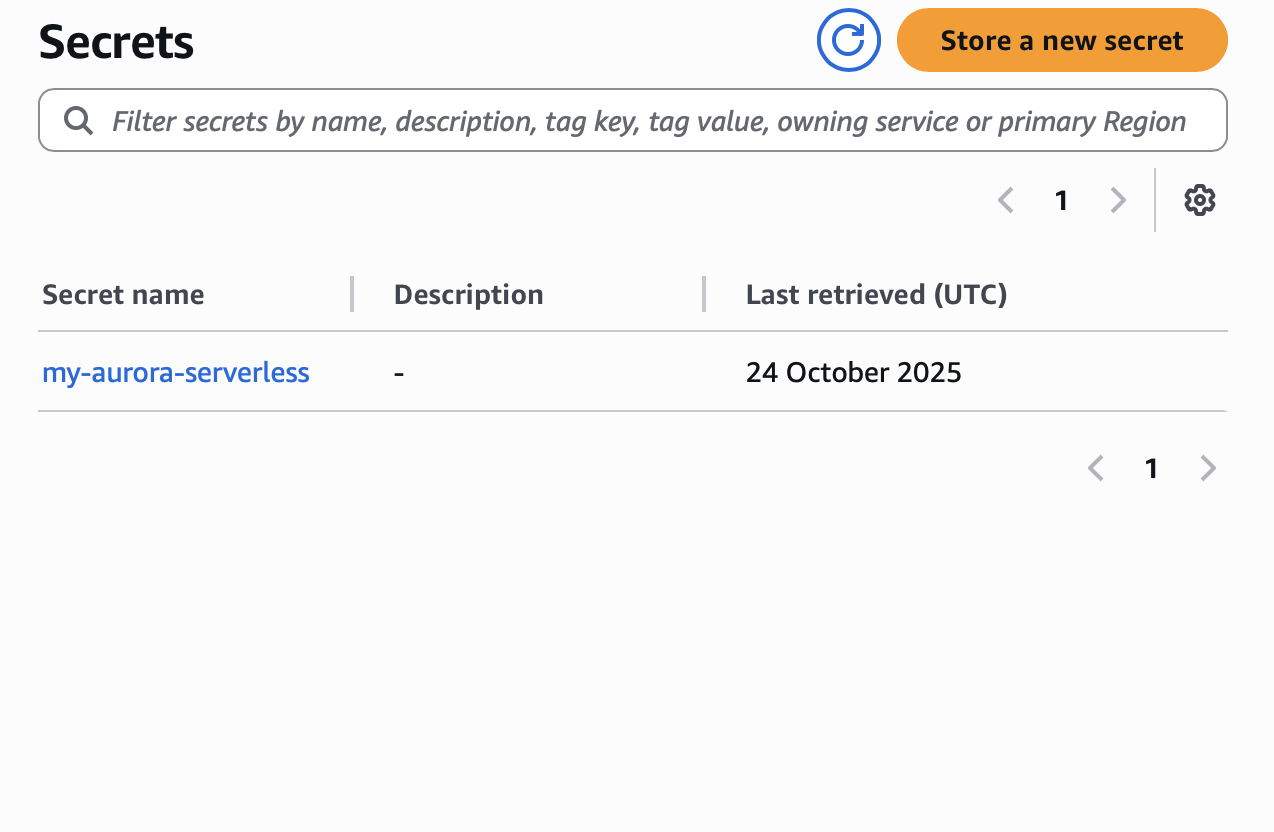 Secrets
Store a new secret
Filter secrets by name, description, tag key, tag value, owning service or primary Region
1
Secret name Description Last retrieved (UTC)
my-aurora-serverless - 24 October 2025
1